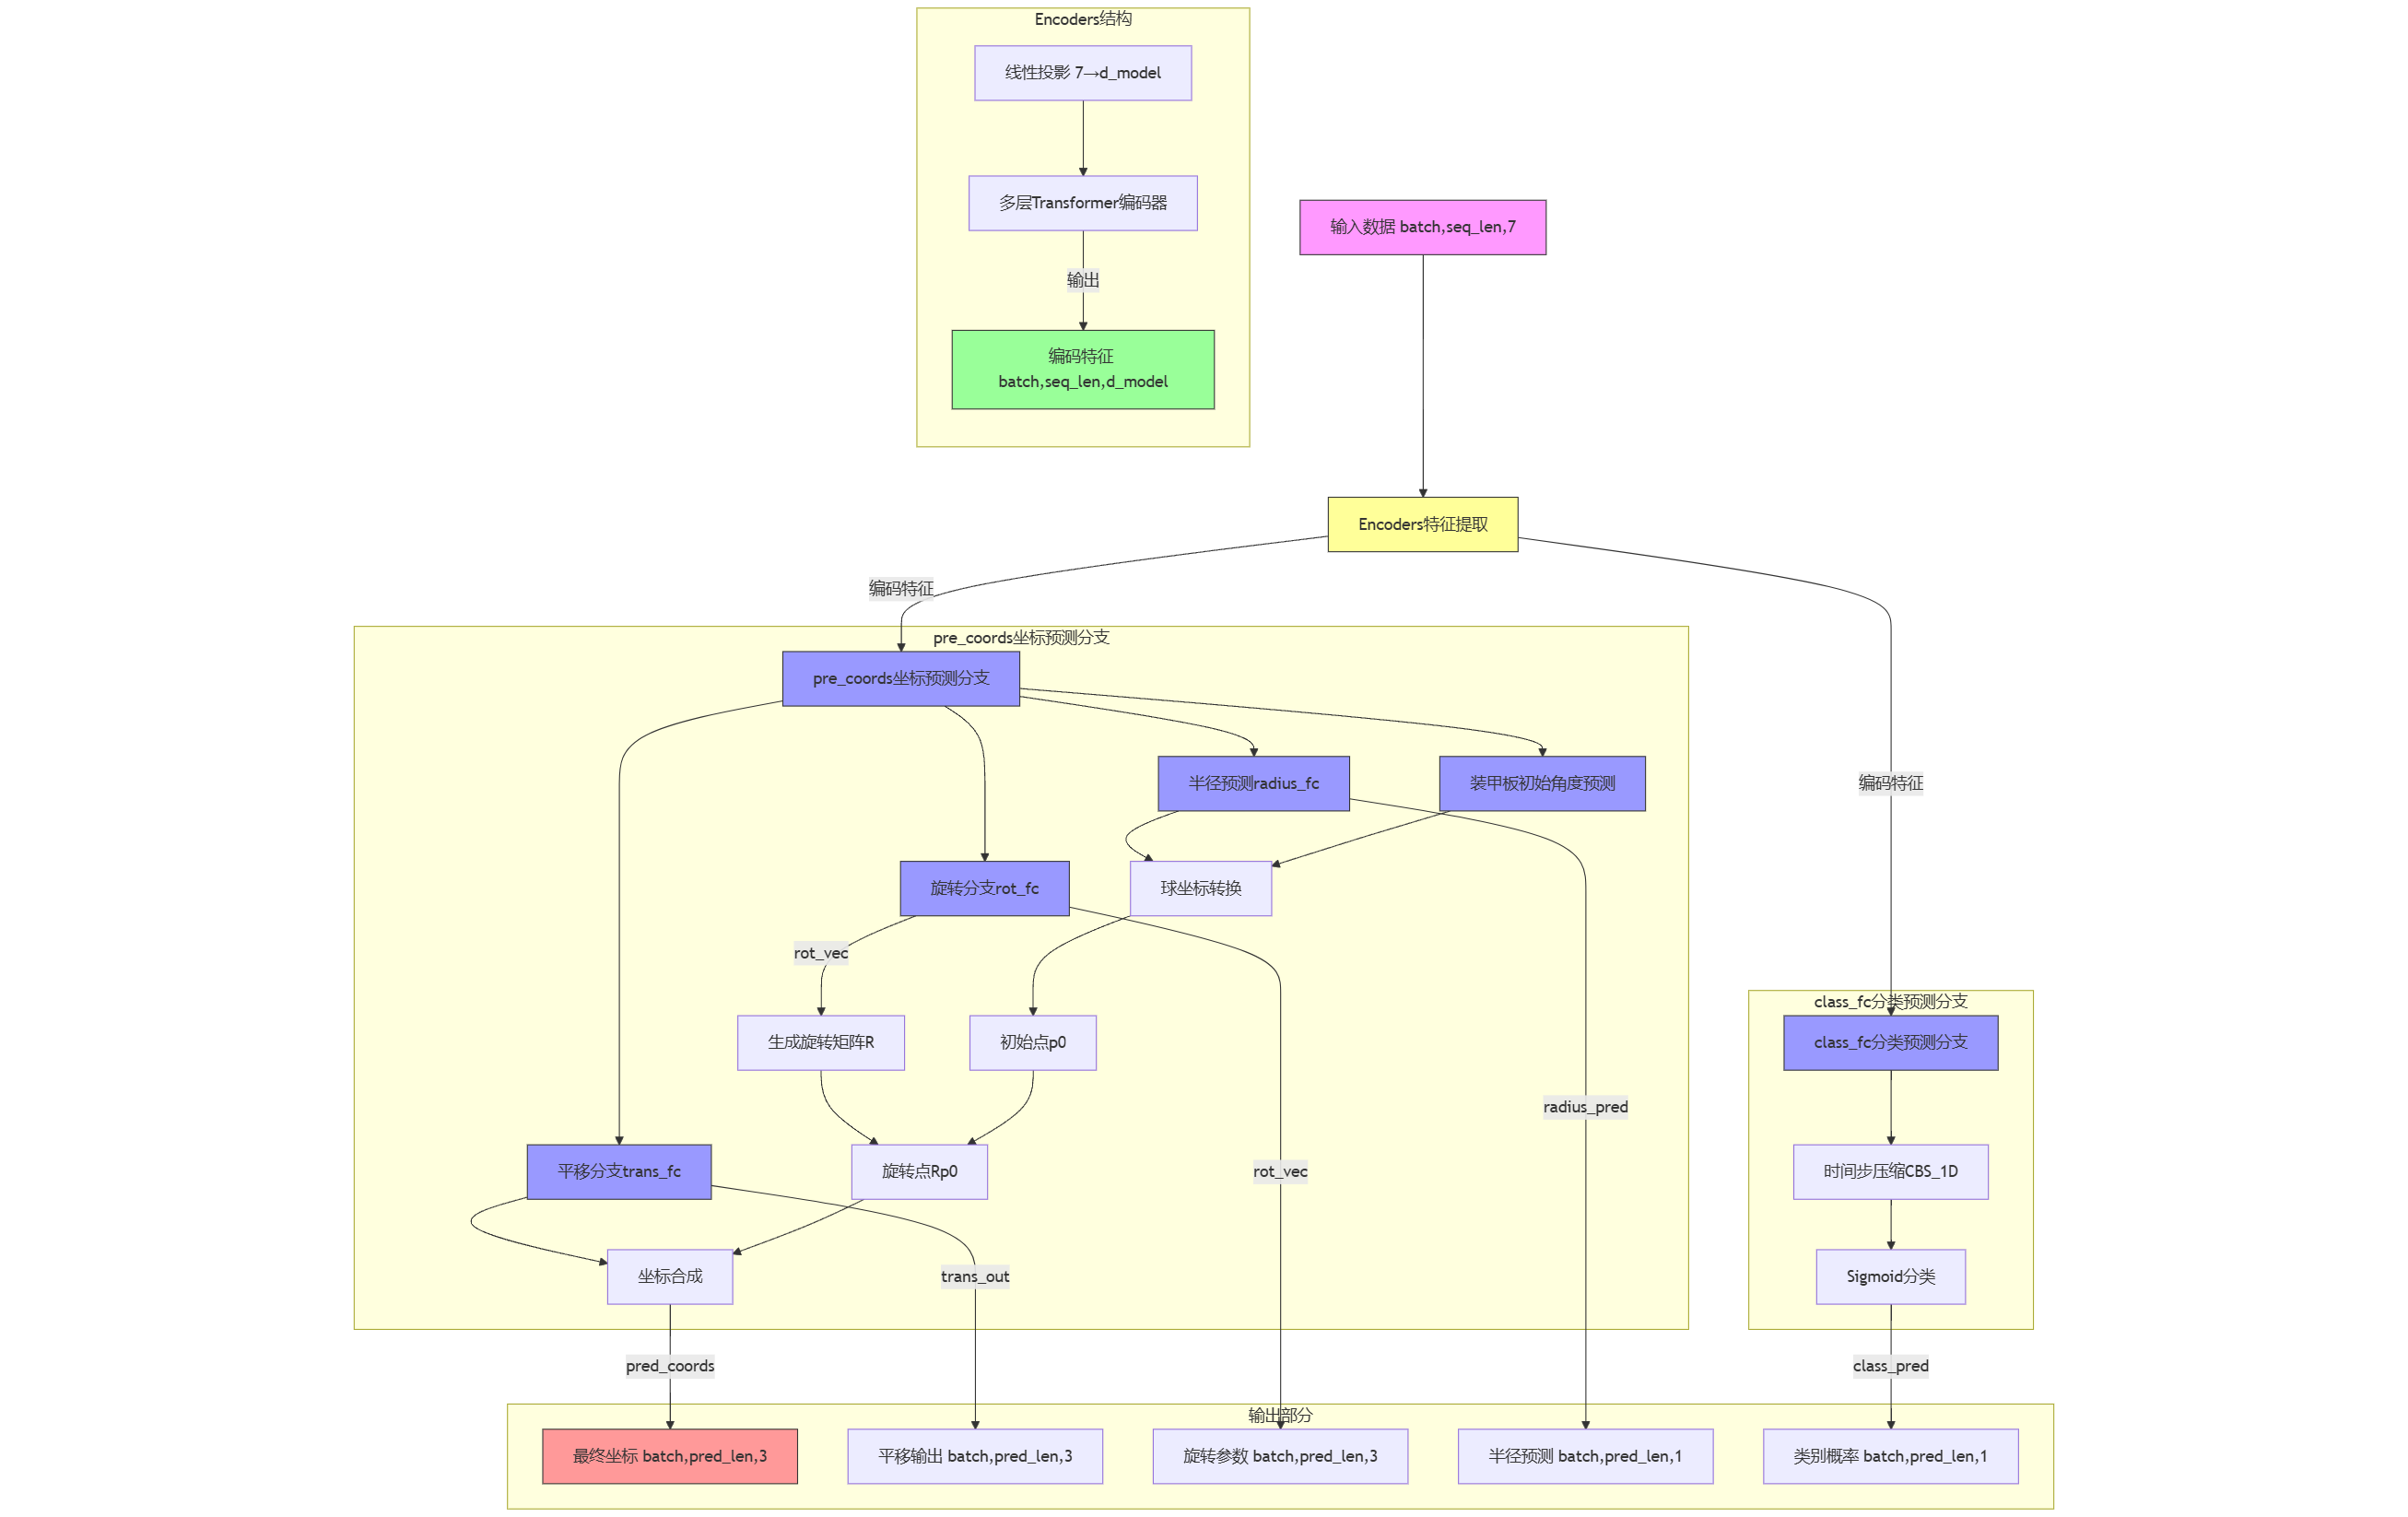 Encoders结构
线性投影 7→d_model
多层Transformer编码器
输入数据 batch,seq_len,7
输出
编码特征
batch,seq_len,d_model
Encoders特征提取
编码特征
pre_coords坐标预测分支
pre_coords坐标预测分支
半径预测radius_fc
装甲板初始角度预测
编码特征
旋转分支rot_fc
球坐标转换
rot_vec
class_fc分类预测分支
生成旋转矩阵R
初始点p0
class_fc分类预测分支
radius_pred
平移分支trans_fc
旋转点Rp0
rot_vec
时间步压缩CBS_1D
坐标合成
trans_out
Sigmoid分类
pred_coords
class_pred
输出部分
最终坐标 batch,pred_len,3
平移输出 batch,pred_len,3
旋转参数 batch,pred_len,3
半径预测 batch,pred_len,1
类别概率 batch,pred_len,1